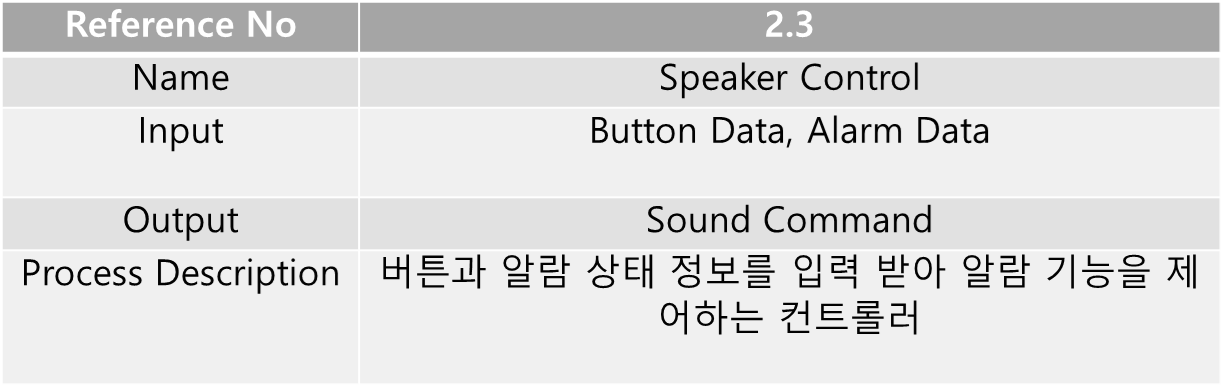 Reference No 2.3
Name Speaker Control
Input Button Data, Alarm Data
Output Sound Command
Process Description 버튼과 알람 상태 정보를 입력 받아 알람 기능을 제
어하는 컨트롤러